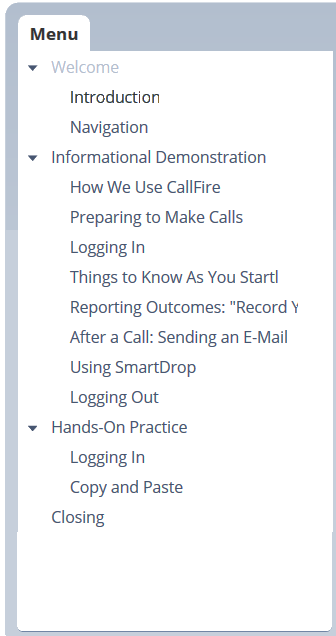 Menu
Welcome
Introduction
Navigation
Informational Demonstration
How We Use CallFire
Preparing to Make Calls
Logging In
Things to Know As You Startl
Reporting Outcomes: "Record Y
After a Call: Sending an E-Mail
Using SmartDrop
Logging Out
Hands-On Practice
Logging In
Copy and Paste
Closing